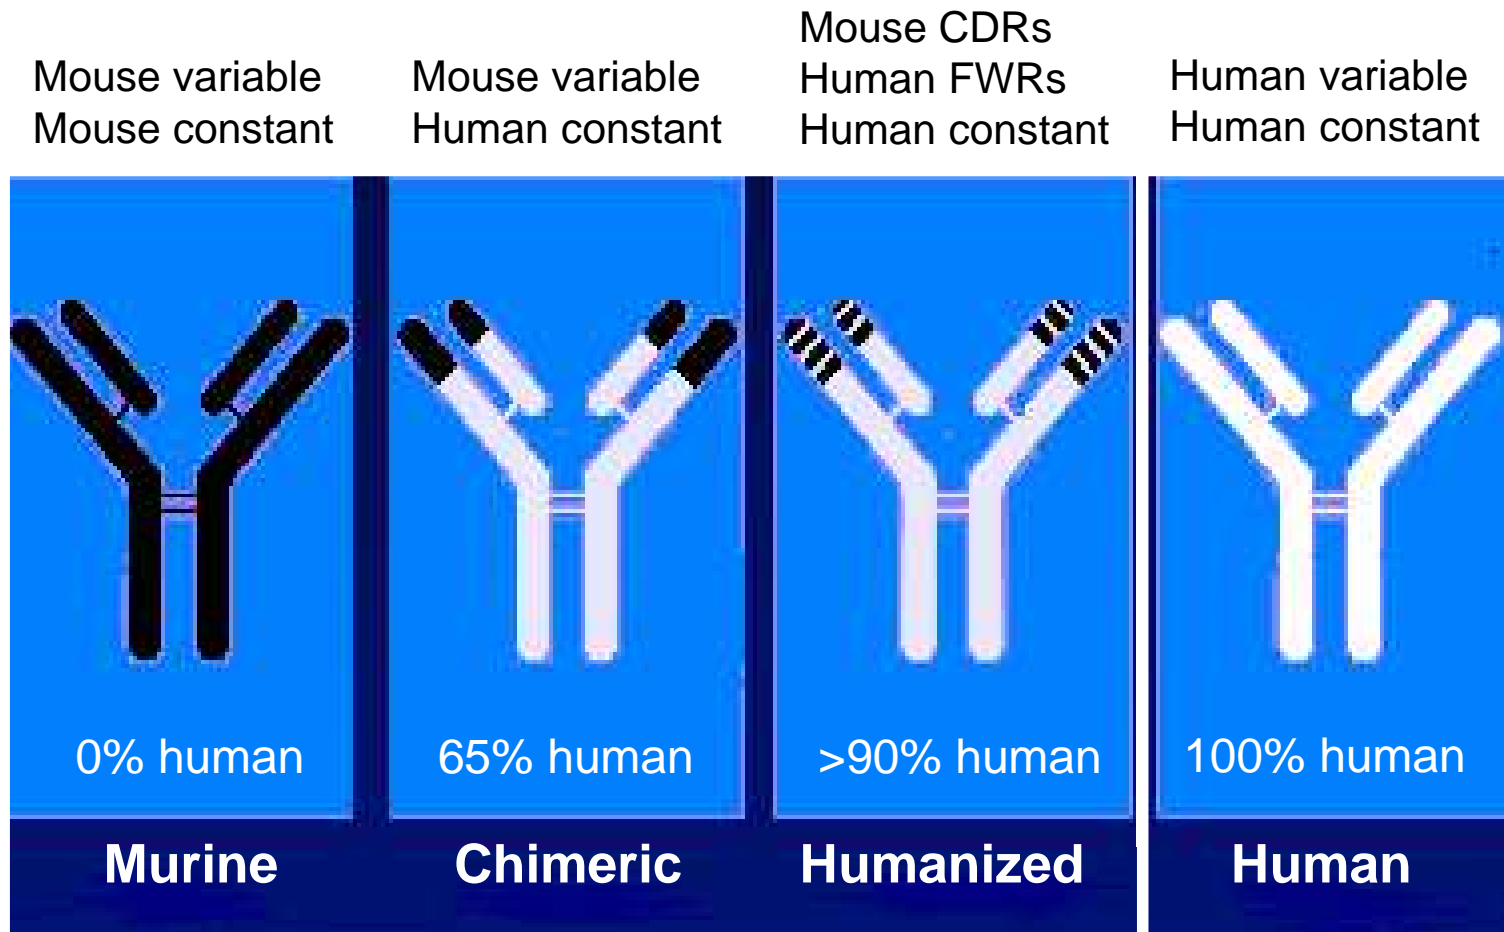 Mouse variable
Mouse constant
Mouse variable
Human constant
Mouse CDRs
Human FWRs
Human constant
Human variable
Human constant
0% human
65% human
>90% human
100% human
Murine
Chimeric
Humanized
Human